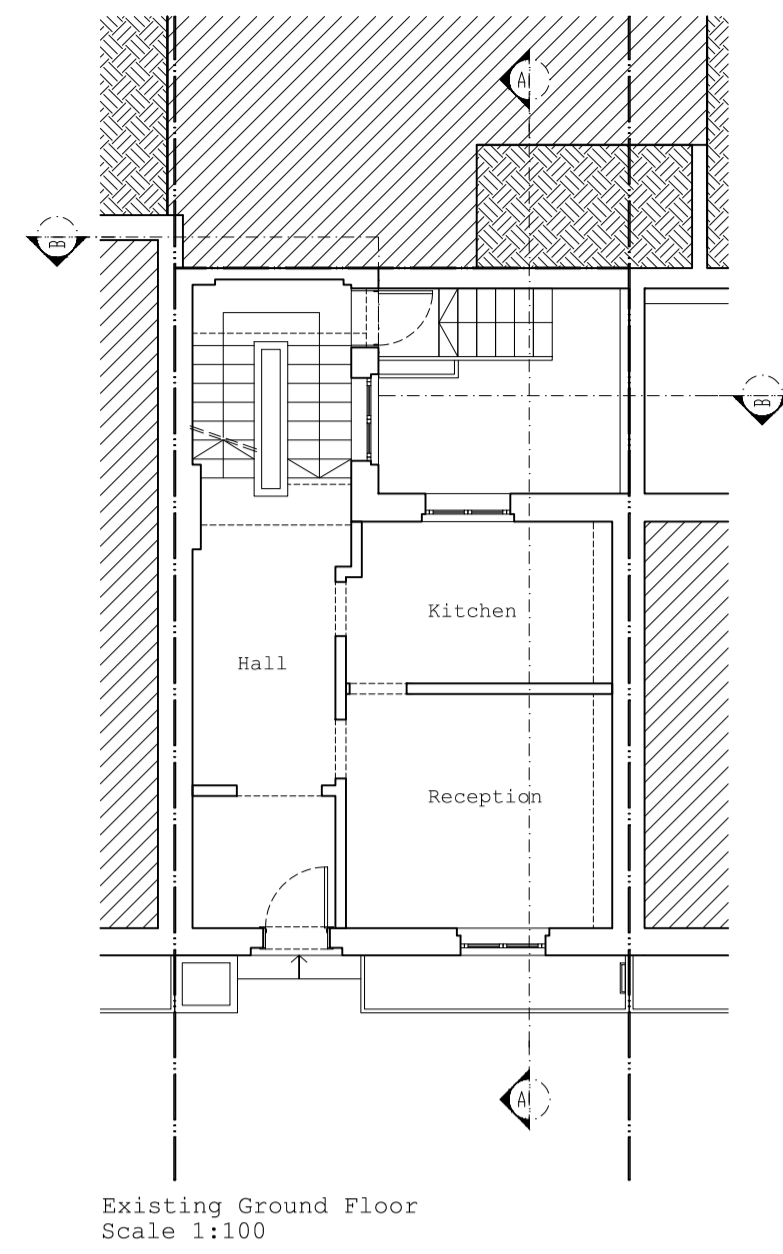 A
B
B
Kitchen
Hall
Reception
A
Existing Ground Floor
Scale 1:100